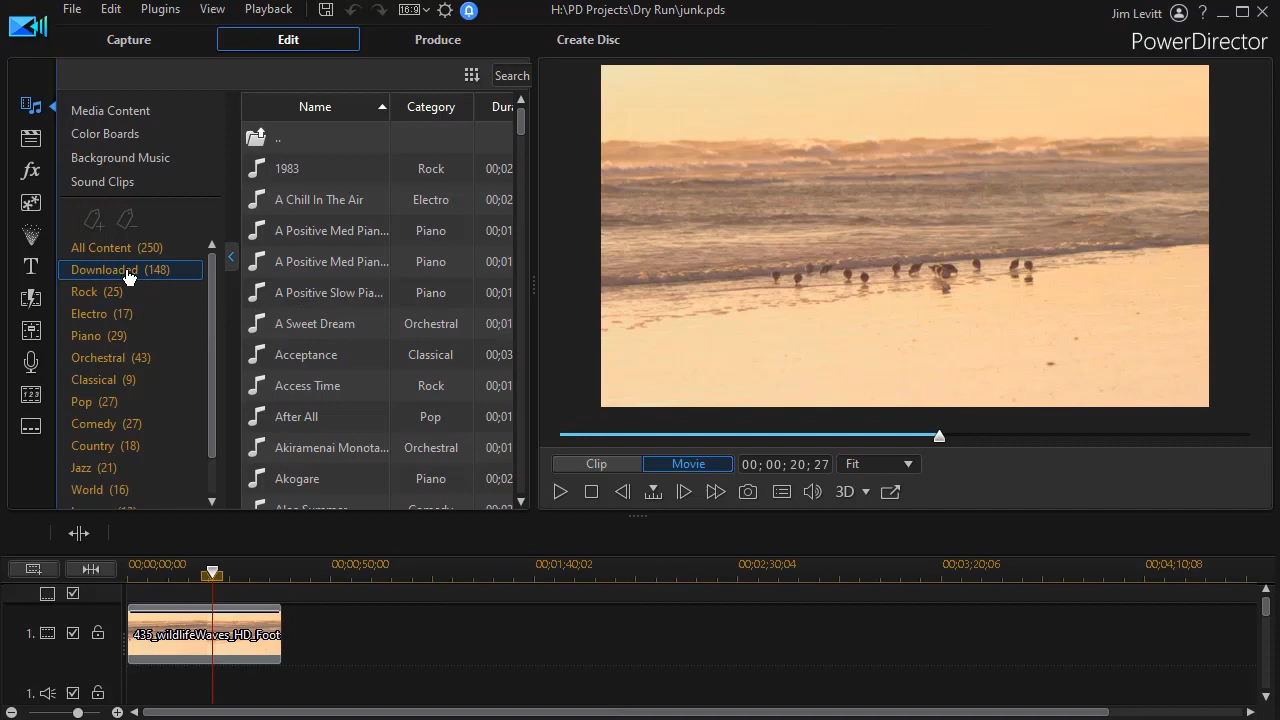 File Edit Plugins View Playback 16:9 H:\PD Projects\Dry Run\junk.pds Jim Levitt ?
Capture Edit Produce Create Disc PowerDirector
Search
Media Content
Color Boards
Background Music
Sound Clips
All Content (250)
Downloaded (148)
Rock (25)
Electro (17)
Piano (29)
Orchestral (43)
Classical (9)
Pop (27)
Comedy (27)
Country (18)
Jazz (21)
World (16)
Name Category Dura
..
1983 Rock 00;02
A Chill In The Air Electro 00;02
A Positive Med Pian... Piano 00;01
A Positive Med Pian... Piano 00;01
A Positive Slow Pia... Piano 00;01
A Sweet Dream Orchestral 00;01
Acceptance Classical 00;03
Access Time Rock 00;01
After All Pop 00;01
Akiramenai Monota... Orchestral 00;01
Akogare Piano 00;02
Clip Movie 00; 00; 20; 27 Fit
3D
00;00;00;00 00;00;50;00 00;01;40;02 00;02;30;04 00;03;20;06 00;04;10;08
1. 435_wildlifeWaves_HD_Foot
1.